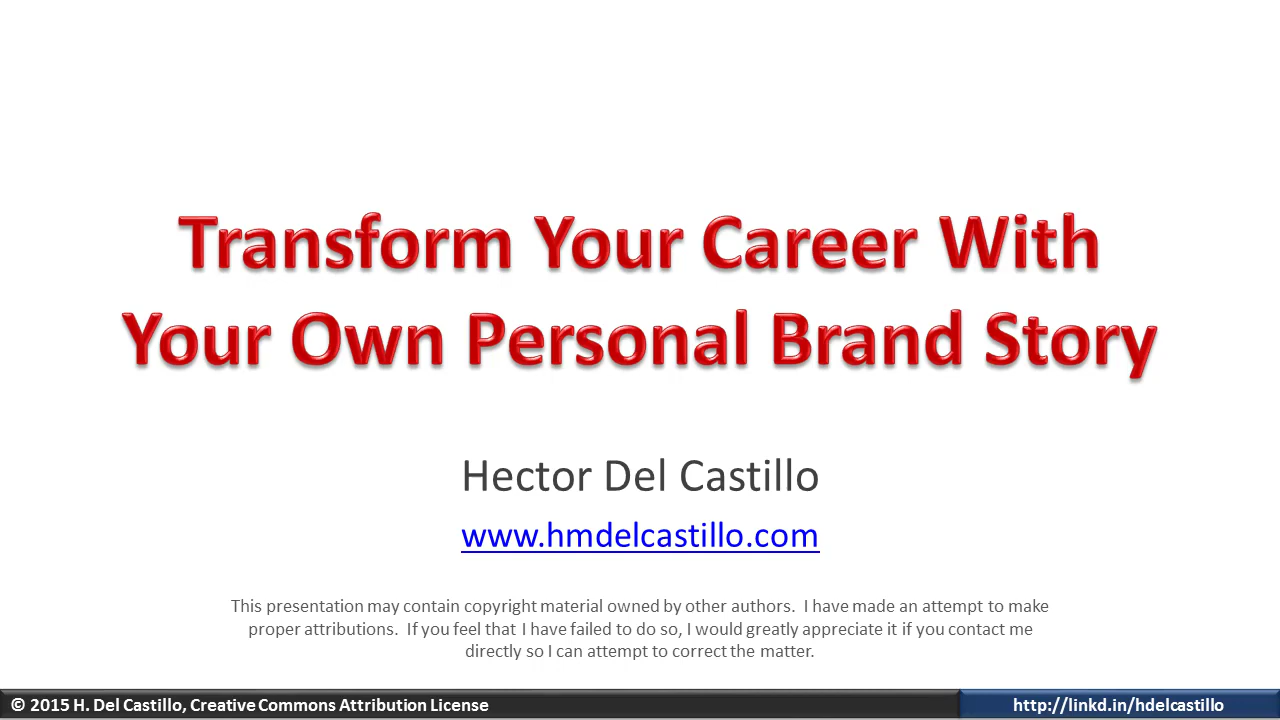 Transform Your Career With
Your Own Personal Brand Story
Hector Del Castillo
www.hmdelcastillo.com
This presentation may contain copyright material owned by other authors.  I have made an attempt to make
proper attributions.  If you feel that I have failed to do so, I would greatly appreciate it if you contact me
directly so I can attempt to correct the matter.
© 2015 H. Del Castillo, Creative Commons Attribution License
http://linkd.in/hdelcastillo